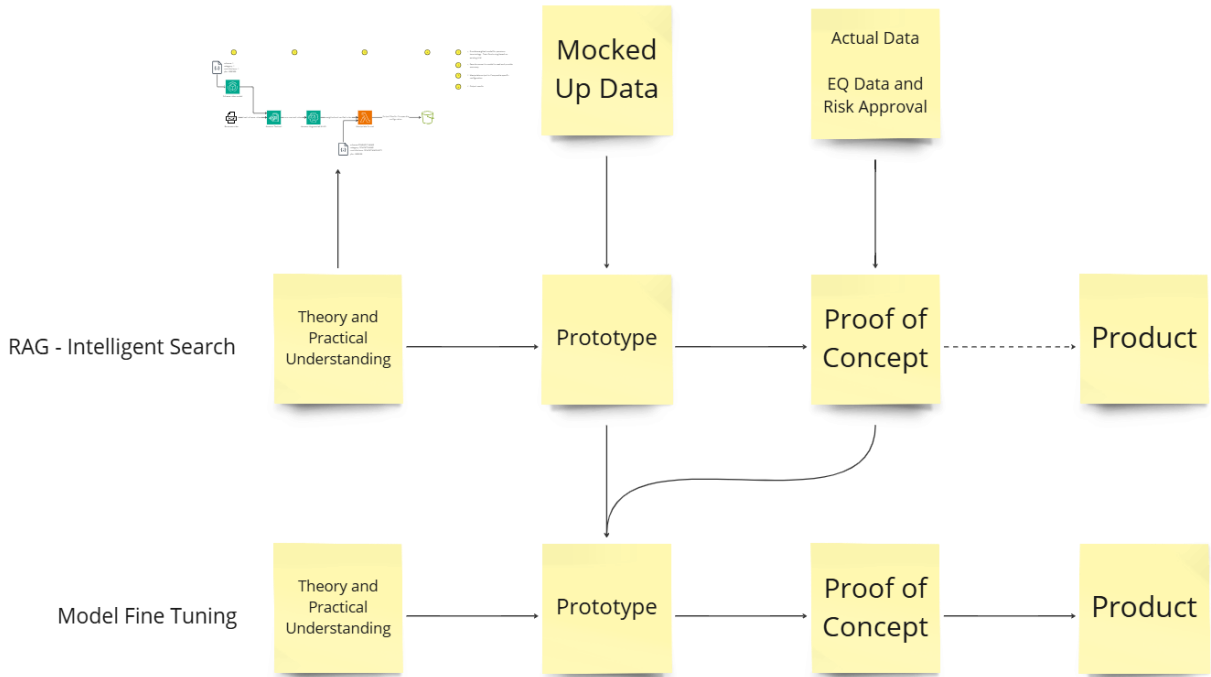 Mocked
Up Data
Actual Data
EQ Data and
Risk Approval
RAG - Intelligent Search
Theory and
Practical
Understanding
Prototype
Proof of
Concept
Product
Model Fine Tuning
Theory and
Practical
Understanding
Prototype
Proof of
Concept
Product